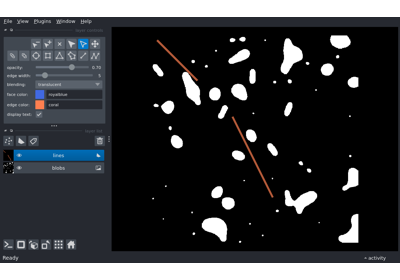 File View Plugins Window Help
opacity: 0.70
edge width: 5
blending: translucent
face color: royalblue
edge color: coral
display text: ✓
lines
blobs
Ready
activity